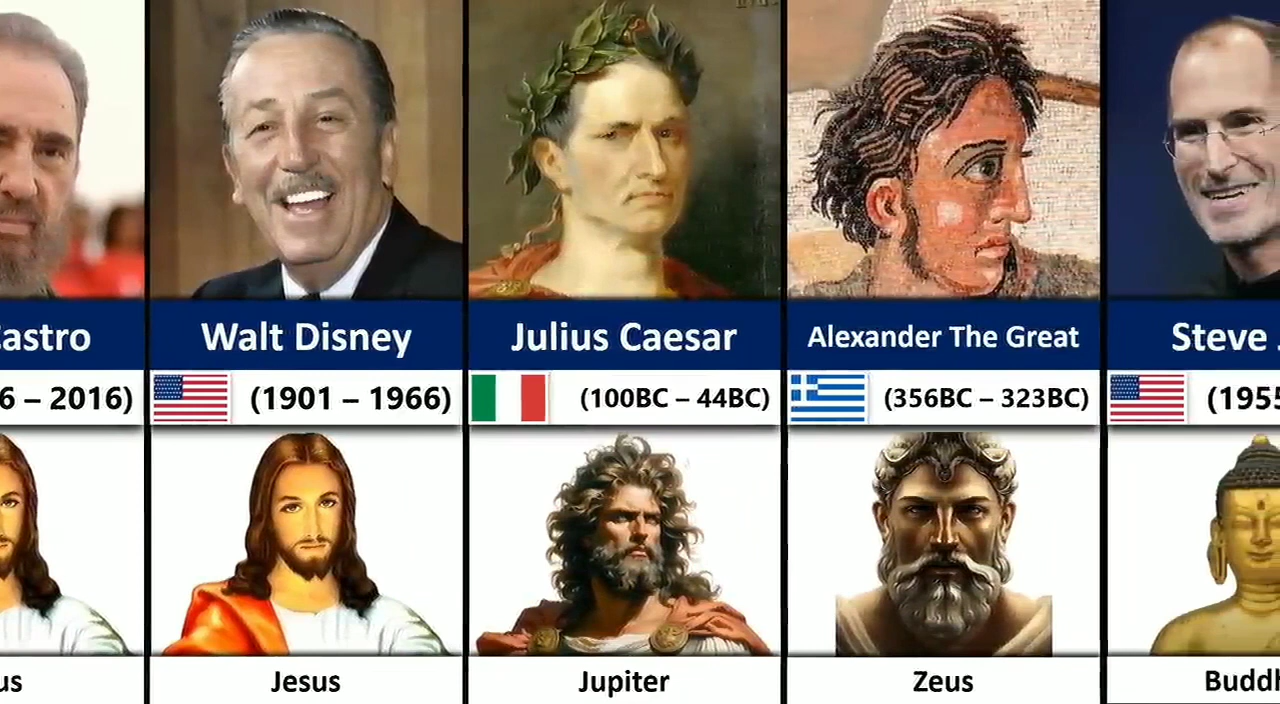 Castro
Walt Disney
Julius Caesar
Alexander The Great
Steve
6 – 2016)
(1901 – 1966)
(100BC – 44BC)
(356BC – 323BC)
(1955
us
Jesus
Jupiter
Zeus
Buddh